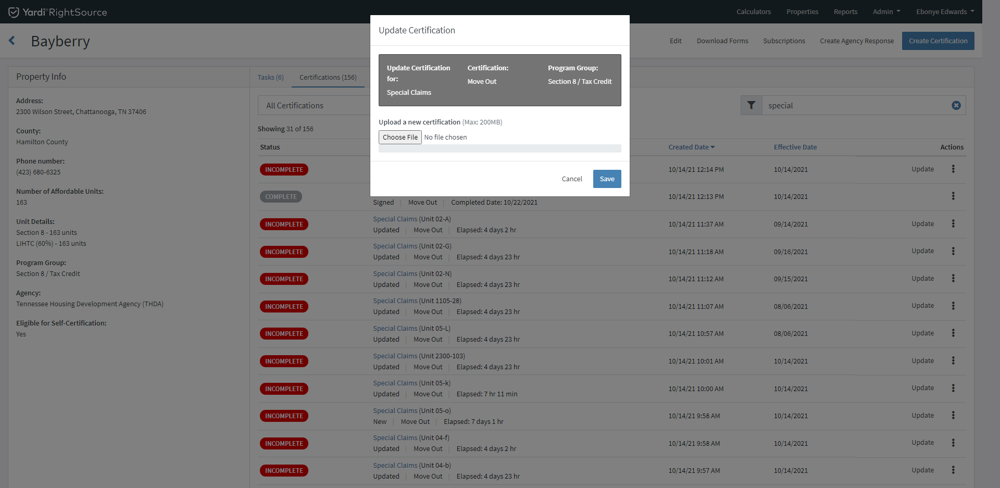 Yardi RightSource
Calculators Properties Reports Admin Ebonye Edwards
Bayberry
Edit Download Forms Subscriptions Create Agency Response Create Certification
Update Certification
Update Certification for:
Special Claims
Certification:
Move Out
Program Group:
Section 8 / Tax Credit
Upload a new certification (Max: 200MB)
Choose File No file chosen
Cancel Save
Property Info
Address:
2300 Wilson Street, Chattanooga, TN 37406
County:
Hamilton County
Phone number:
(423) 680-6325
Number of Affordable Units:
163
Unit Details:
Section 8 - 163 units
LIHTC (60%) - 163 units
Program Group:
Section 8 / Tax Credit
Agency:
Tennessee Housing Development Agency (THDA)
Eligible for Self-Certification:
Yes
Tasks (6) Certifications (156)
All Certifications
special
Showing 31 of 156
Status Created Date Effective Date Actions
INCOMPLETE 10/14/21 12:14 PM 10/14/2021 Update
COMPLETE 10/14/21 12:13 PM 10/14/2021
Signed Move Out Completed Date: 10/22/2021
Special Claims (Unit 02-A)
INCOMPLETE 10/14/21 11:37 AM 09/14/2021 Update
Updated Move Out Elapsed: 4 days 2 hr
Special Claims (Unit 02-G)
INCOMPLETE 10/14/21 11:18 AM 09/16/2021 Update
Updated Move Out Elapsed: 4 days 23 hr
Special Claims (Unit 02-N)
INCOMPLETE 10/14/21 11:12 AM 09/15/2021 Update
Updated Move Out Elapsed: 4 days 23 hr
Special Claims (Unit 1105-28)
INCOMPLETE 10/14/21 11:07 AM 08/06/2021 Update
Updated Move Out Elapsed: 4 days 23 hr
Special Claims (Unit 05-L)
INCOMPLETE 10/14/21 10:57 AM 08/06/2021 Update
Updated Move Out Elapsed: 4 days 23 hr
Special Claims (Unit 2300-103)
INCOMPLETE 10/14/21 10:01 AM 10/14/2021 Update
Updated Move Out Elapsed: 4 days 23 hr
Special Claims (Unit 05-k)
INCOMPLETE 10/14/21 10:00 AM 10/14/2021 Update
Updated Move Out Elapsed: 7 hr 11 min
Special Claims (Unit 05-o)
INCOMPLETE 10/14/21 9:58 AM 10/14/2021 Update
New Move Out Elapsed: 7 days 1 hr
Special Claims (Unit 04-f)
INCOMPLETE 10/14/21 9:58 AM 10/14/2021 Update
Updated Move Out Elapsed: 4 days 2 hr
Special Claims (Unit 04-b)
INCOMPLETE 10/14/21 9:57 AM 10/14/2021 Update
Updated Move Out Elapsed: 4 days 23 hr